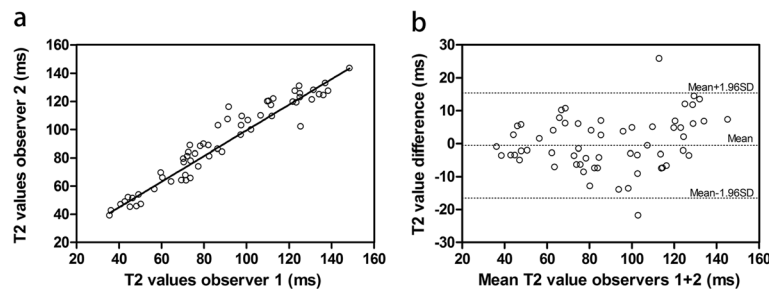 a
160
140
120
100
80
60
40
20
20 40 60 80 100 120 140 160
T2 values observer 2 (ms)
T2 values observer 1 (ms)
b
30
20
10
0
-10
-20
-30
20 40 60 80 100 120 140 160
T2 value difference (ms)
Mean T2 value observers 1+2 (ms)
Mean+1.96SD
Mean
Mean-1.96SD